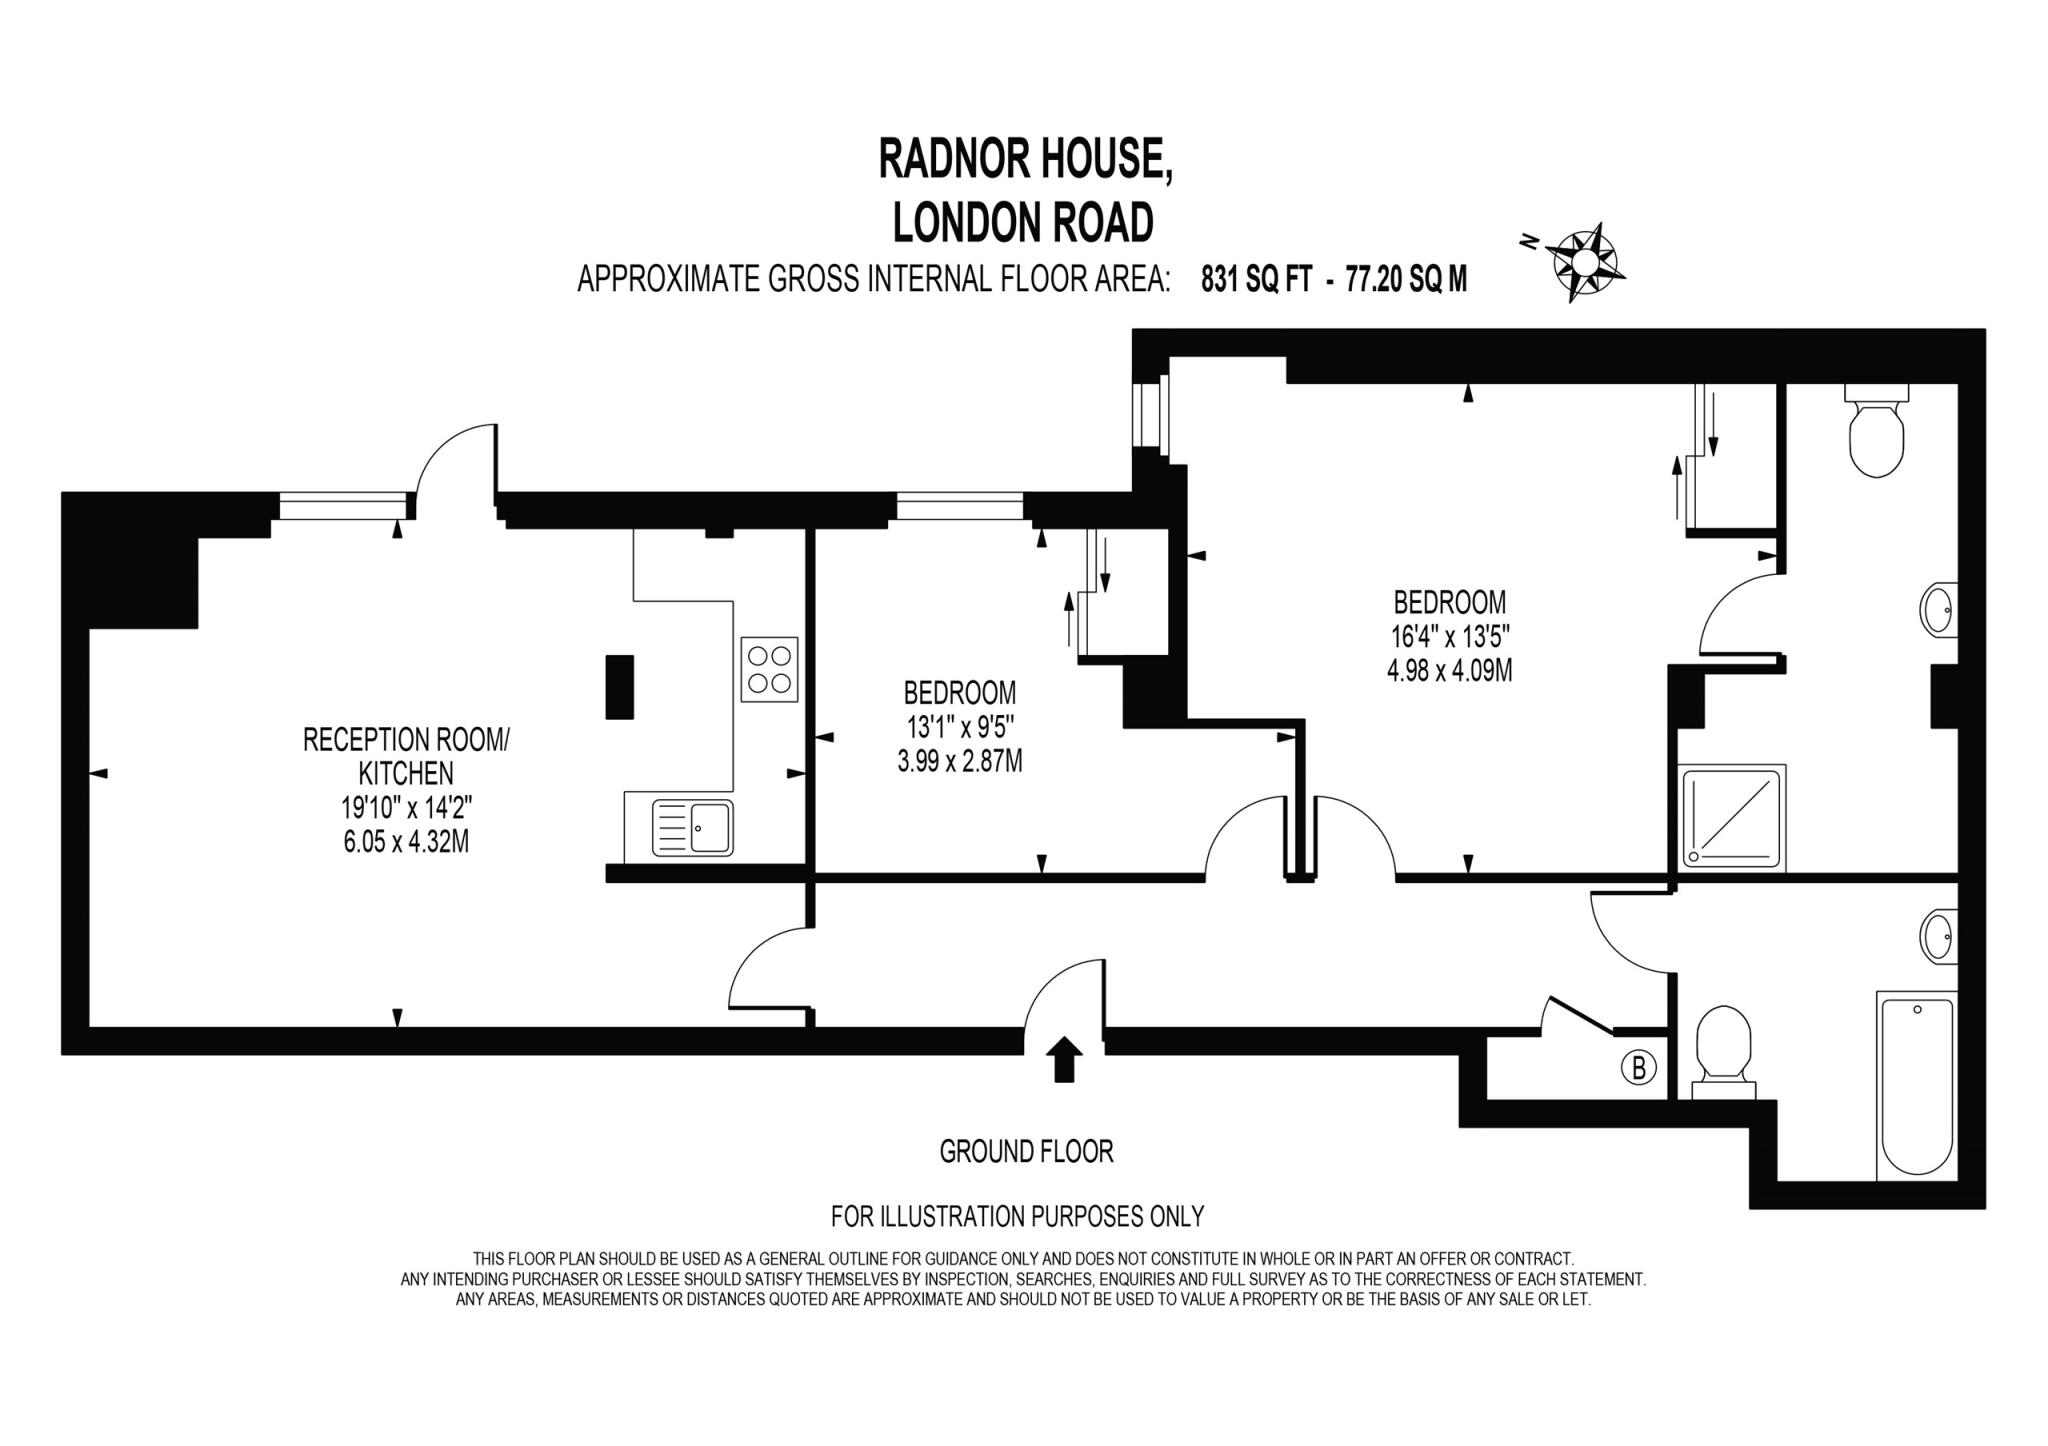 RADNOR HOUSE,
LONDON ROAD
APPROXIMATE GROSS INTERNAL FLOOR AREA: 831 SQ FT - 77.20 SQ M
N
BEDROOM
16'4" x 13'5"
4.98 x 4.09M
BEDROOM
13'1" x 9'5"
3.99 x 2.87M
RECEPTION ROOM/
KITCHEN
19'10" x 14'2"
6.05 x 4.32M
B
GROUND FLOOR
FOR ILLUSTRATION PURPOSES ONLY
THIS FLOOR PLAN SHOULD BE USED AS A GENERAL OUTLINE FOR GUIDANCE ONLY AND DOES NOT CONSTITUTE IN WHOLE OR IN PART AN OFFER OR CONTRACT.
ANY INTENDING PURCHASER OR LESSEE SHOULD SATISFY THEMSELVES BY INSPECTION, SEARCHES, ENQUIRIES AND FULL SURVEY AS TO THE CORRECTNESS OF EACH STATEMENT.
ANY AREAS, MEASUREMENTS OR DISTANCES QUOTED ARE APPROXIMATE AND SHOULD NOT BE USED TO VALUE A PROPERTY OR BE THE BASIS OF ANY SALE OR LET.